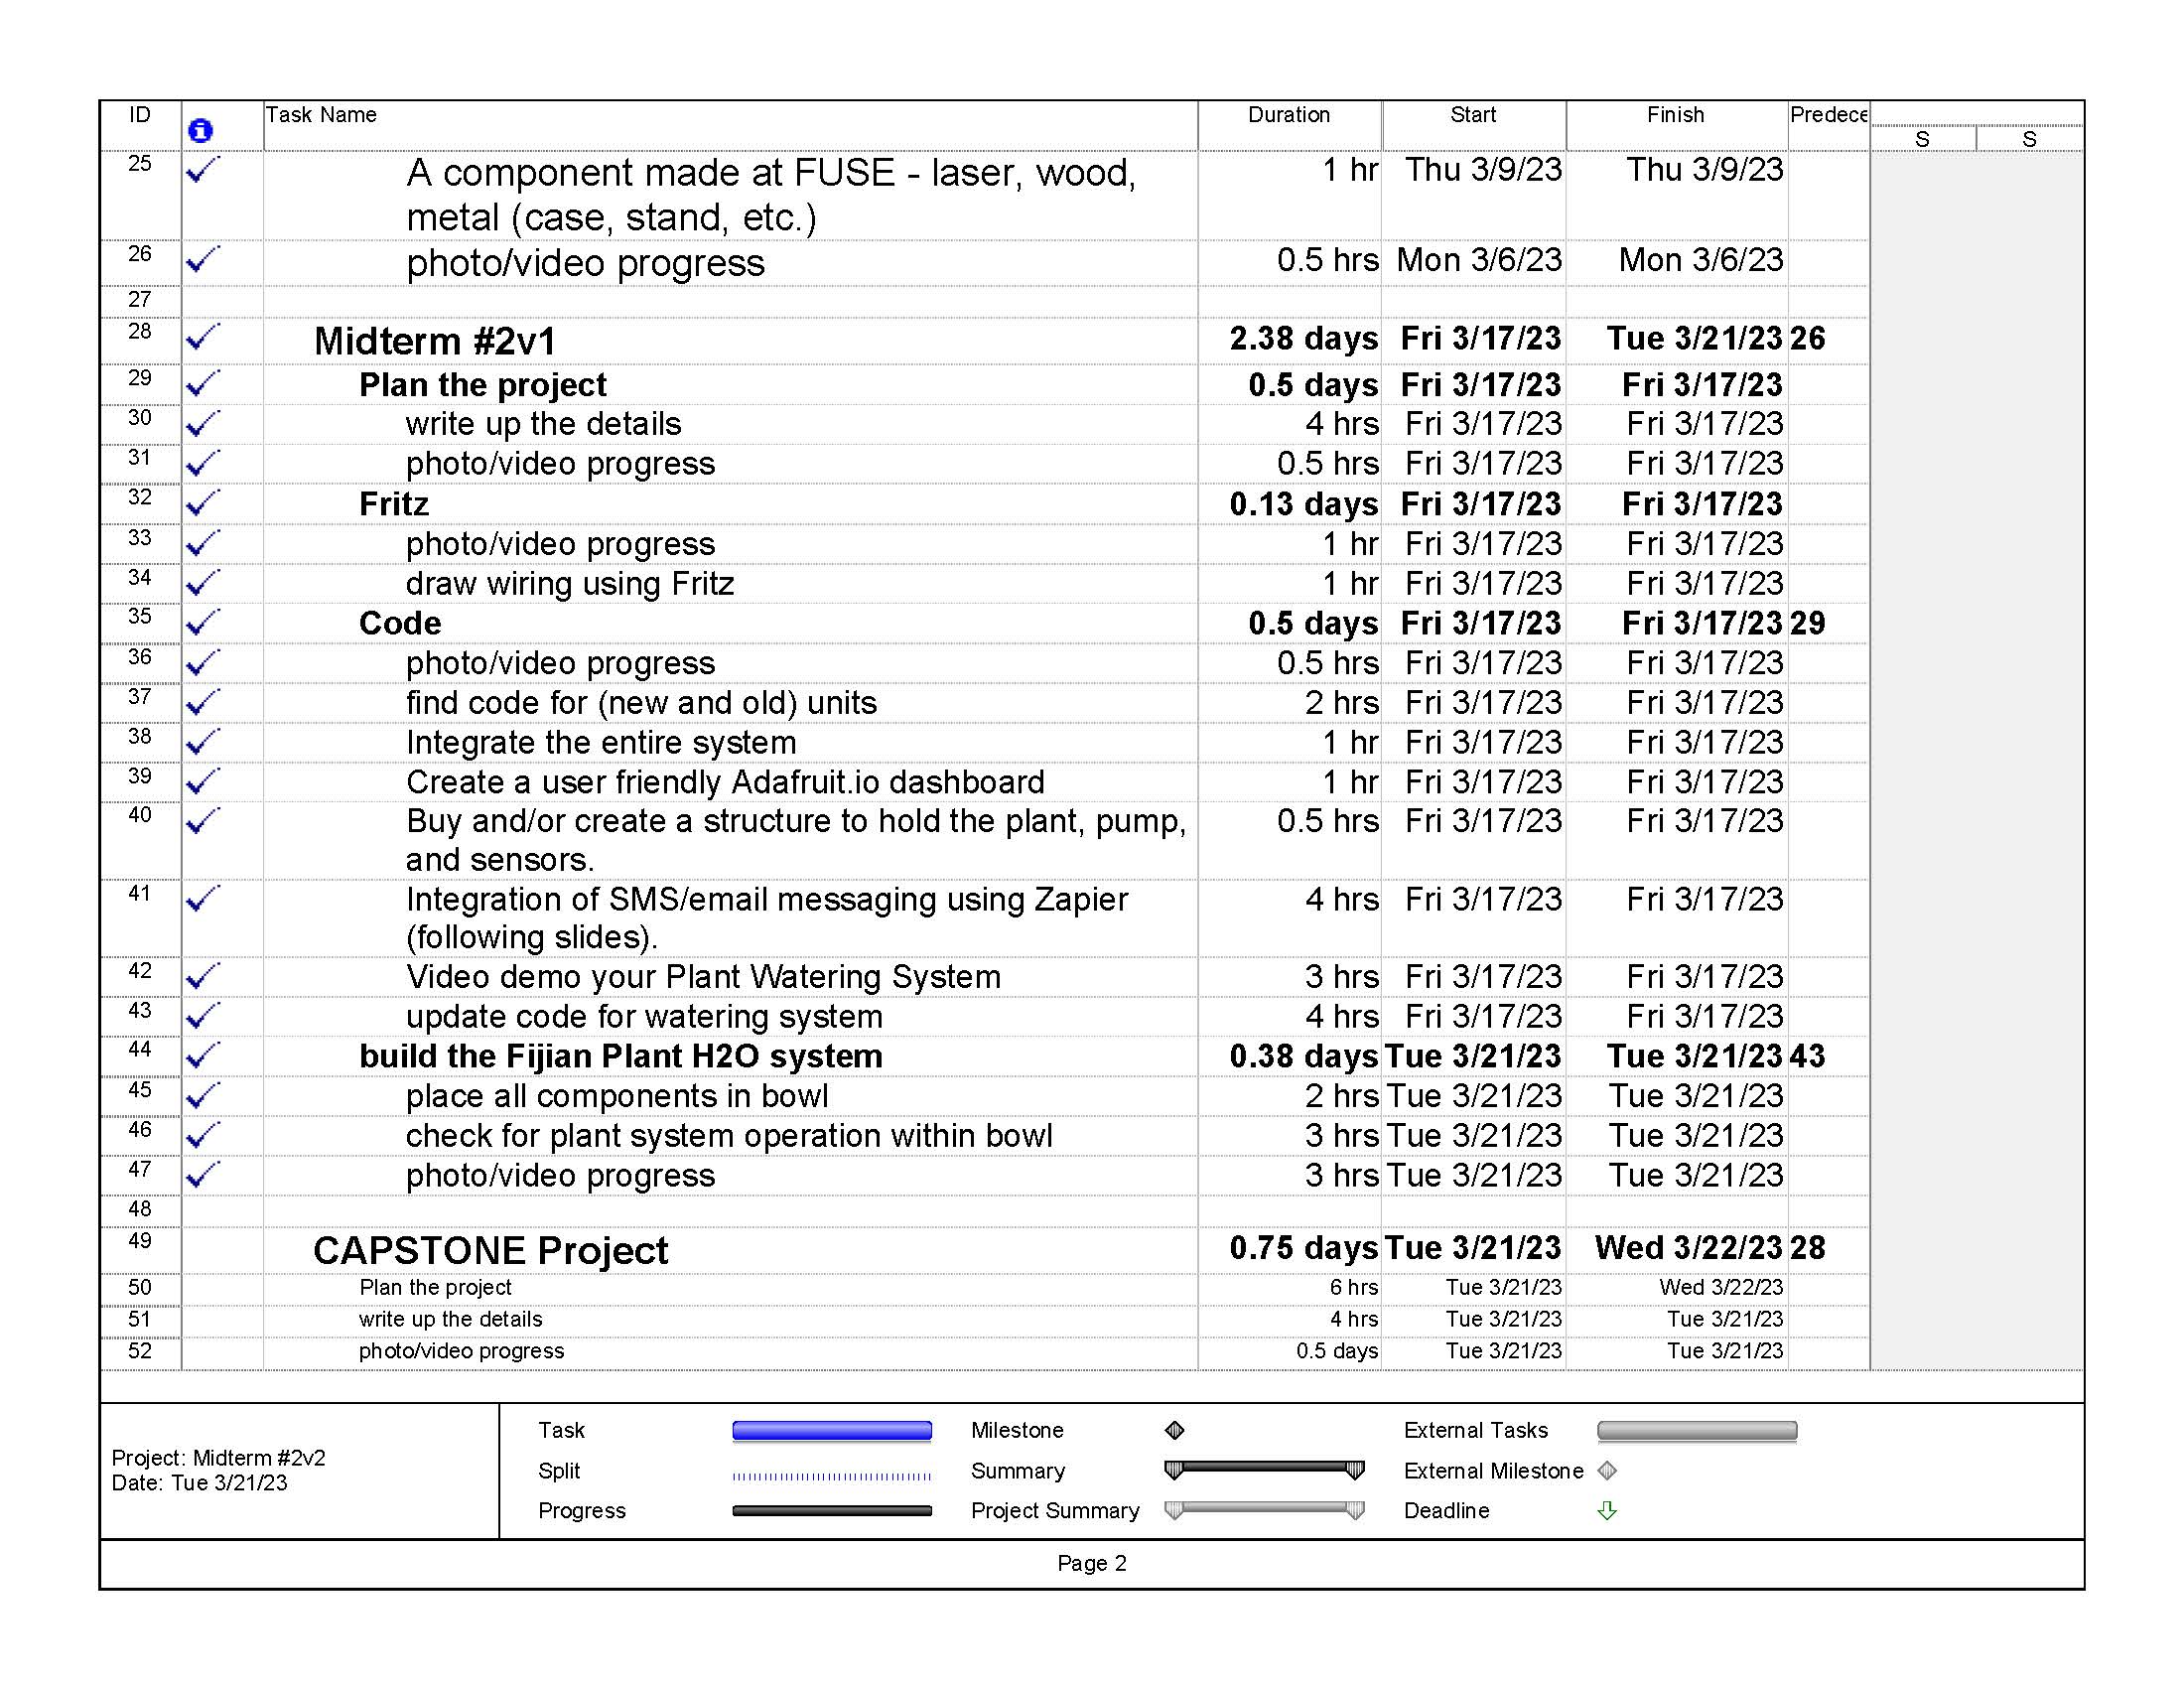 ID Task Name Duration Start Finish Predece
S S
25 A component made at FUSE - laser, wood, 1 hr Thu 3/9/23 Thu 3/9/23
metal (case, stand, etc.)
26 photo/video progress 0.5 hrs Mon 3/6/23 Mon 3/6/23
27
28 Midterm #2v1 2.38 days Fri 3/17/23 Tue 3/21/23 26
29 Plan the project 0.5 days Fri 3/17/23 Fri 3/17/23
30 write up the details 4 hrs Fri 3/17/23 Fri 3/17/23
31 photo/video progress 0.5 hrs Fri 3/17/23 Fri 3/17/23
32 Fritz 0.13 days Fri 3/17/23 Fri 3/17/23
33 photo/video progress 1 hr Fri 3/17/23 Fri 3/17/23
34 draw wiring using Fritz 1 hr Fri 3/17/23 Fri 3/17/23
35 Code 0.5 days Fri 3/17/23 Fri 3/17/23 29
36 photo/video progress 0.5 hrs Fri 3/17/23 Fri 3/17/23
37 find code for (new and old) units 2 hrs Fri 3/17/23 Fri 3/17/23
38 Integrate the entire system 1 hr Fri 3/17/23 Fri 3/17/23
39 Create a user friendly Adafruit.io dashboard 1 hr Fri 3/17/23 Fri 3/17/23
40 Buy and/or create a structure to hold the plant, pump, 0.5 hrs Fri 3/17/23 Fri 3/17/23
and sensors.
41 Integration of SMS/email messaging using Zapier 4 hrs Fri 3/17/23 Fri 3/17/23
(following slides).
42 Video demo your Plant Watering System 3 hrs Fri 3/17/23 Fri 3/17/23
43 update code for watering system 4 hrs Fri 3/17/23 Fri 3/17/23
44 build the Fijian Plant H2O system 0.38 days Tue 3/21/23 Tue 3/21/23 43
45 place all components in bowl 2 hrs Tue 3/21/23 Tue 3/21/23
46 check for plant system operation within bowl 3 hrs Tue 3/21/23 Tue 3/21/23
47 photo/video progress 3 hrs Tue 3/21/23 Tue 3/21/23
48
49 CAPSTONE Project 0.75 days Tue 3/21/23 Wed 3/22/23 28
50 Plan the project 6 hrs Tue 3/21/23 Wed 3/22/23
51 write up the details 4 hrs Tue 3/21/23 Tue 3/21/23
52 photo/video progress 0.5 days Tue 3/21/23 Tue 3/21/23
Project: Midterm #2v2
Date: Tue 3/21/23
Task Milestone External Tasks
Split Summary External Milestone
Progress Project Summary Deadline
Page 2